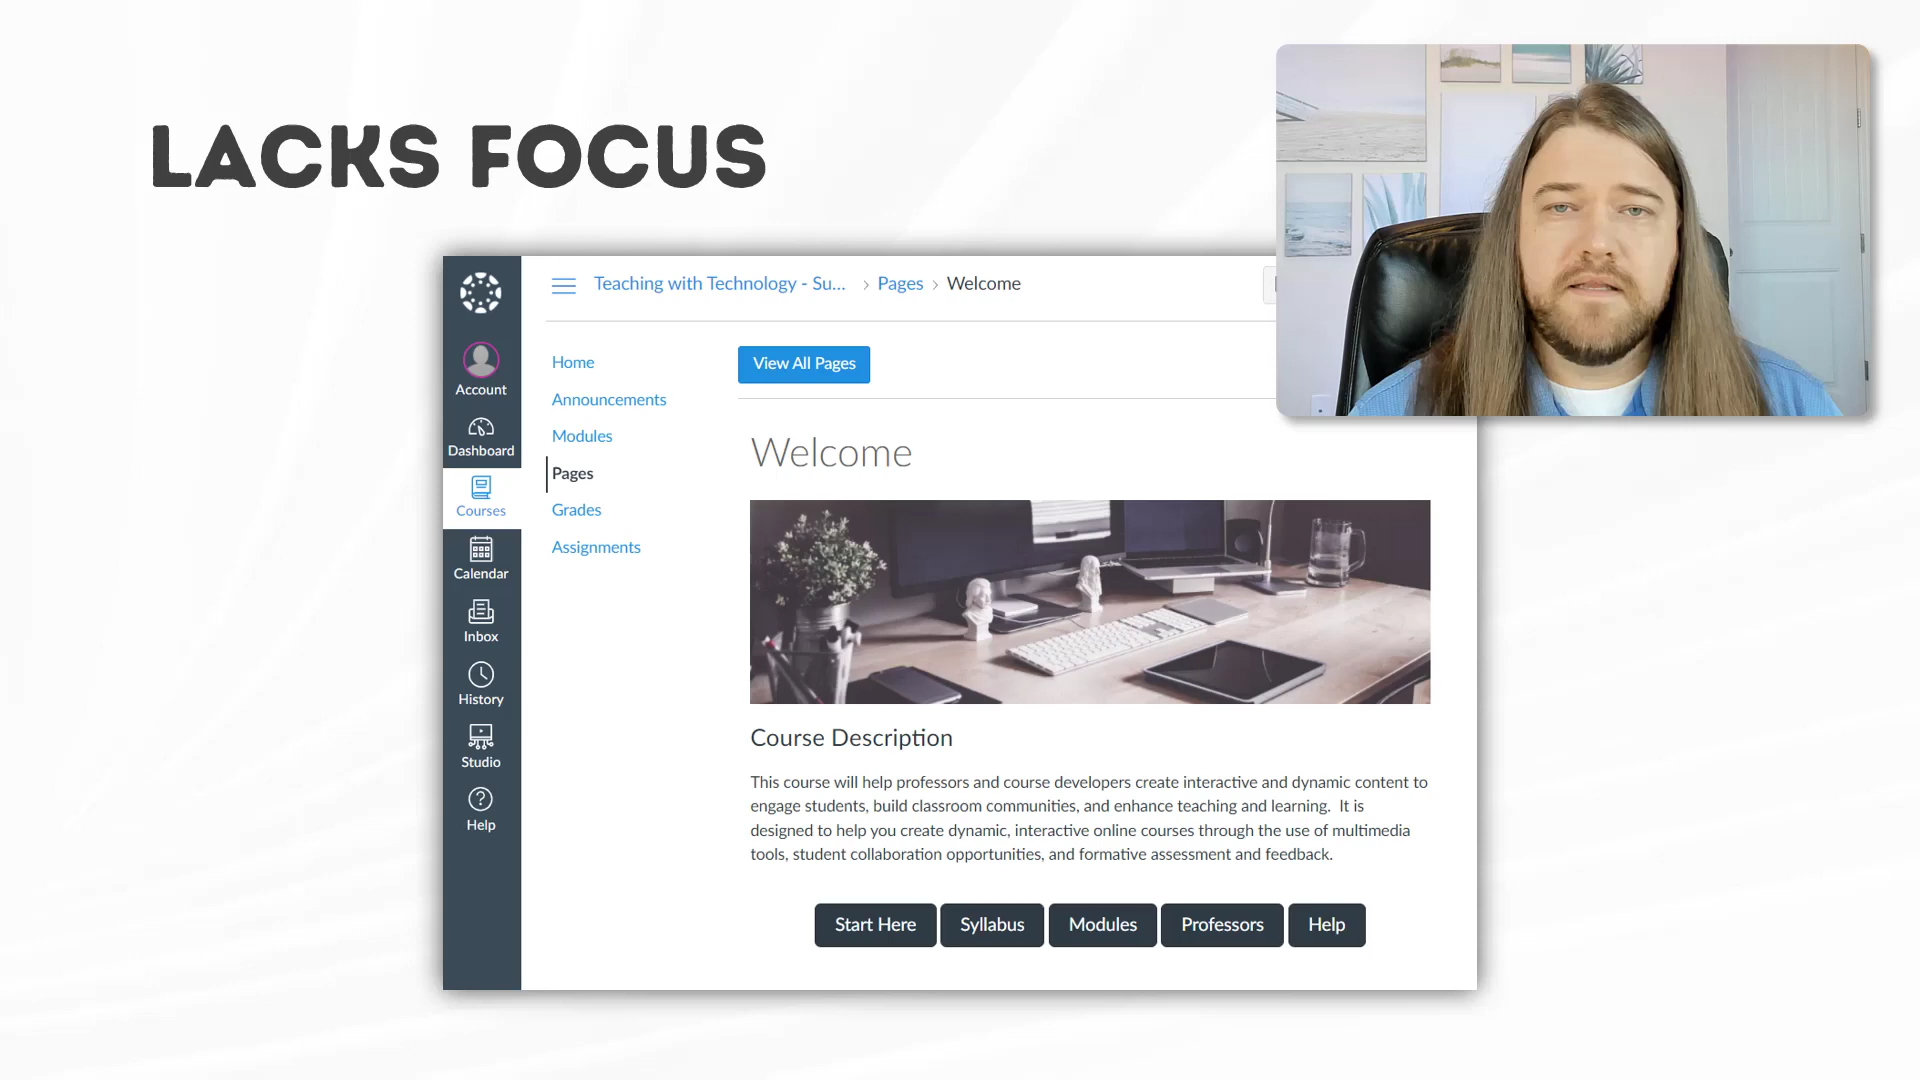 LACKS FOCUS
Teaching with Technology - Su... › Pages › Welcome
Account
Dashboard
Courses
Calendar
Inbox
History
Studio
Help
Home
Announcements
Modules
Pages
Grades
Assignments
View All Pages
Welcome
Course Description
This course will help professors and course developers create interactive and dynamic content to
engage students, build classroom communities, and enhance teaching and learning.  It is
designed to help you create dynamic, interactive online courses through the use of multimedia
tools, student collaboration opportunities, and formative assessment and feedback.
Start Here Syllabus Modules Professors Help